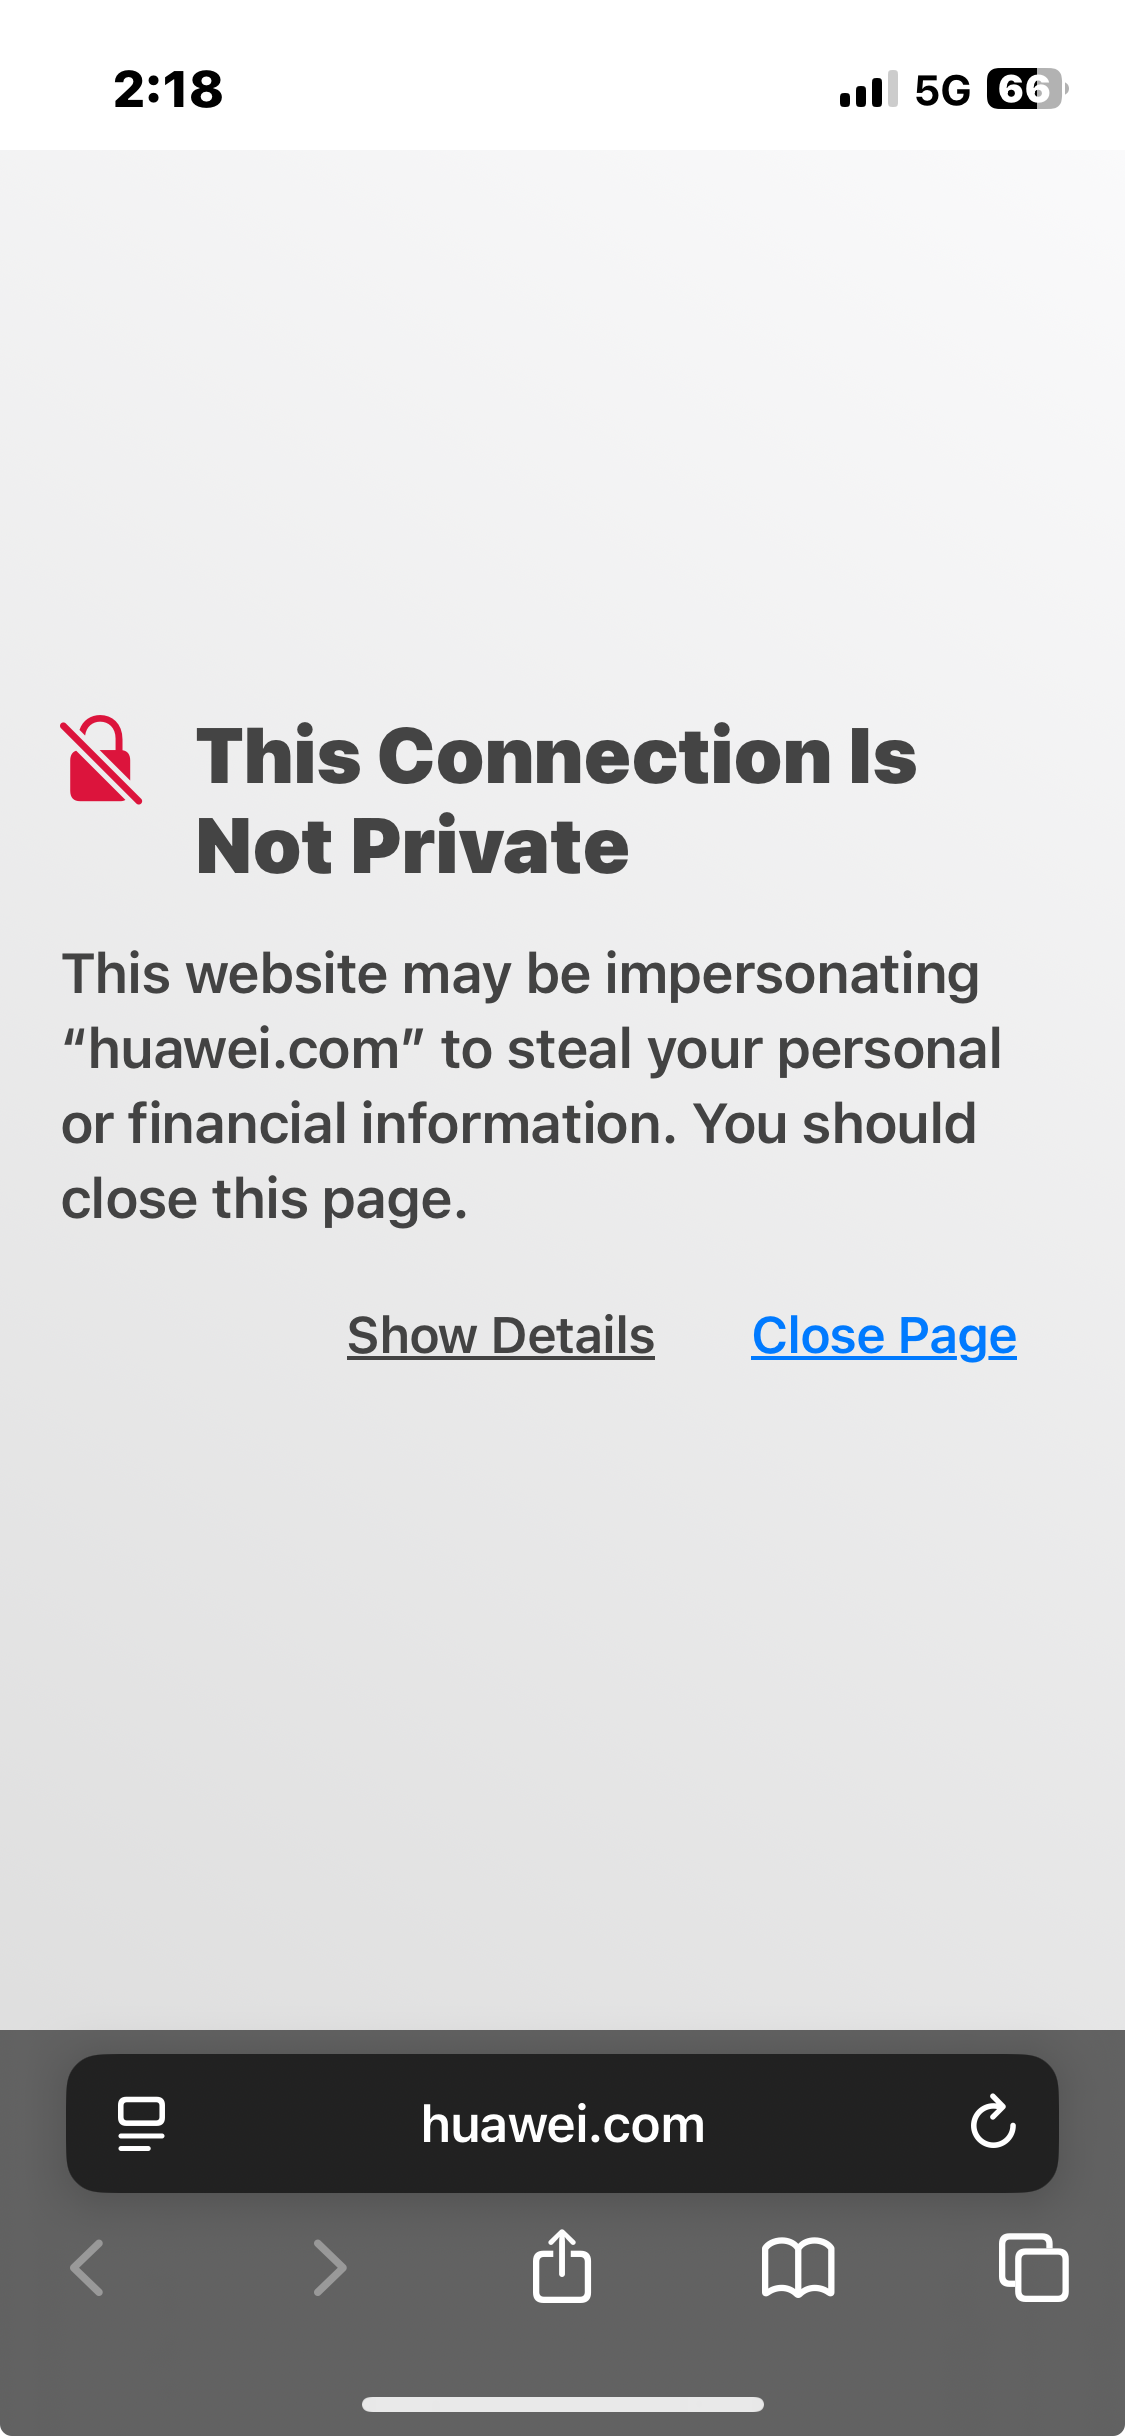 2:18
5G 66
This Connection Is
Not Private
This website may be impersonating
“huawei.com” to steal your personal
or financial information. You should
close this page.
Show Details Close Page
huawei.com